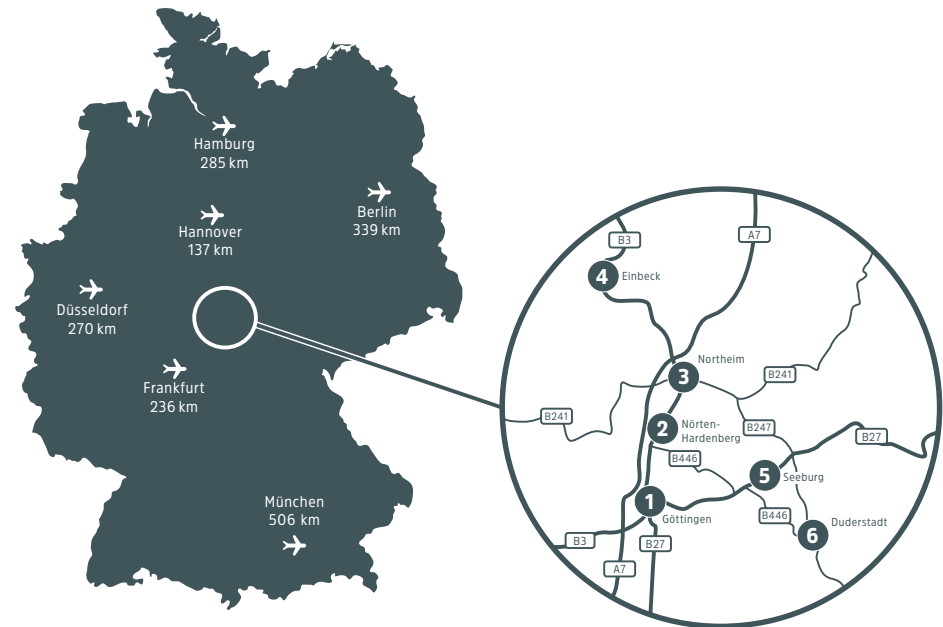 Hamburg
285 km
Berlin
339 km
Hannover
137 km
Düsseldorf
270 km
Frankfurt
236 km
München
506 km
B3
A7
4 Einbeck
Northeim
3
B241
B241
2 Nörten-
Hardenberg
B247
B27
B446
5 Seeburg
1
Göttingen
B446
Duderstadt
6
B3
B27
A7